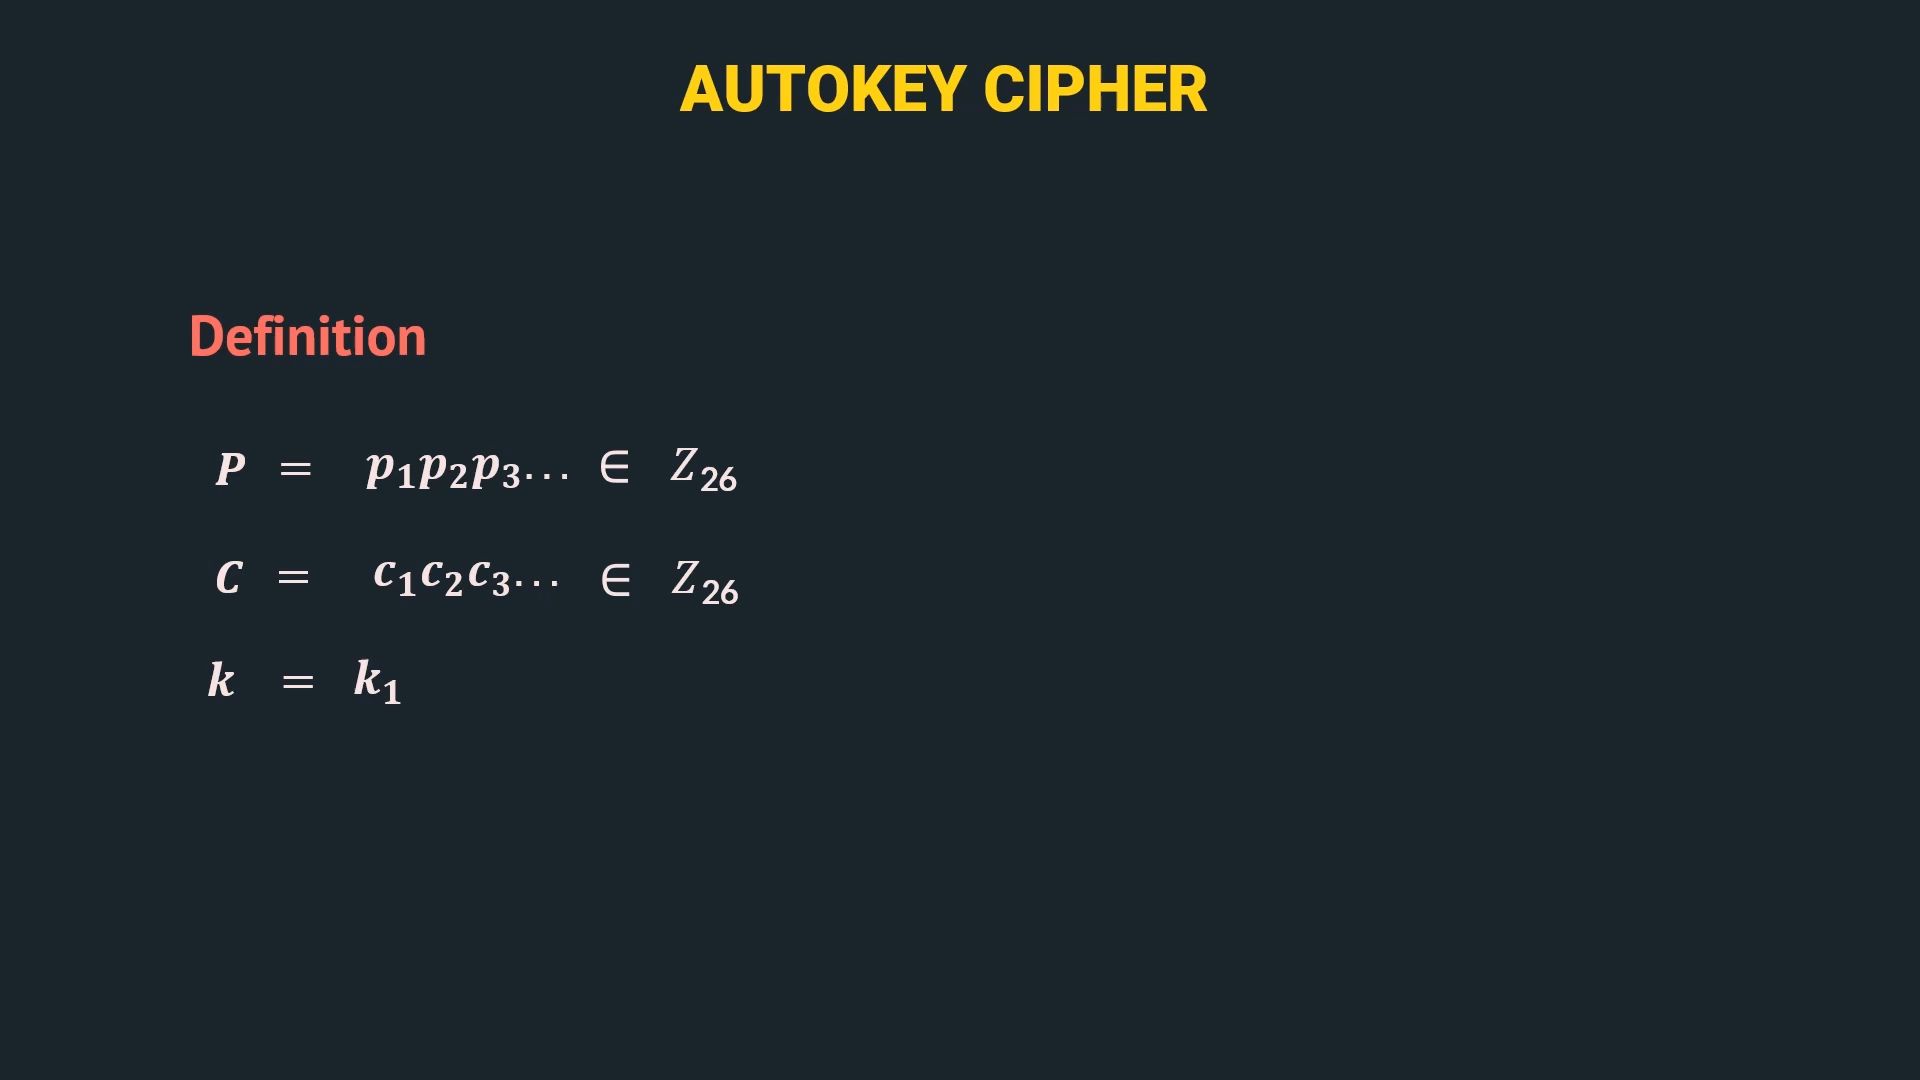 AUTOKEY CIPHER
Definition
P = p₁p₂p₃... ∈ Z₂₆
C = c₁c₂c₃... ∈ Z₂₆
k = k₁